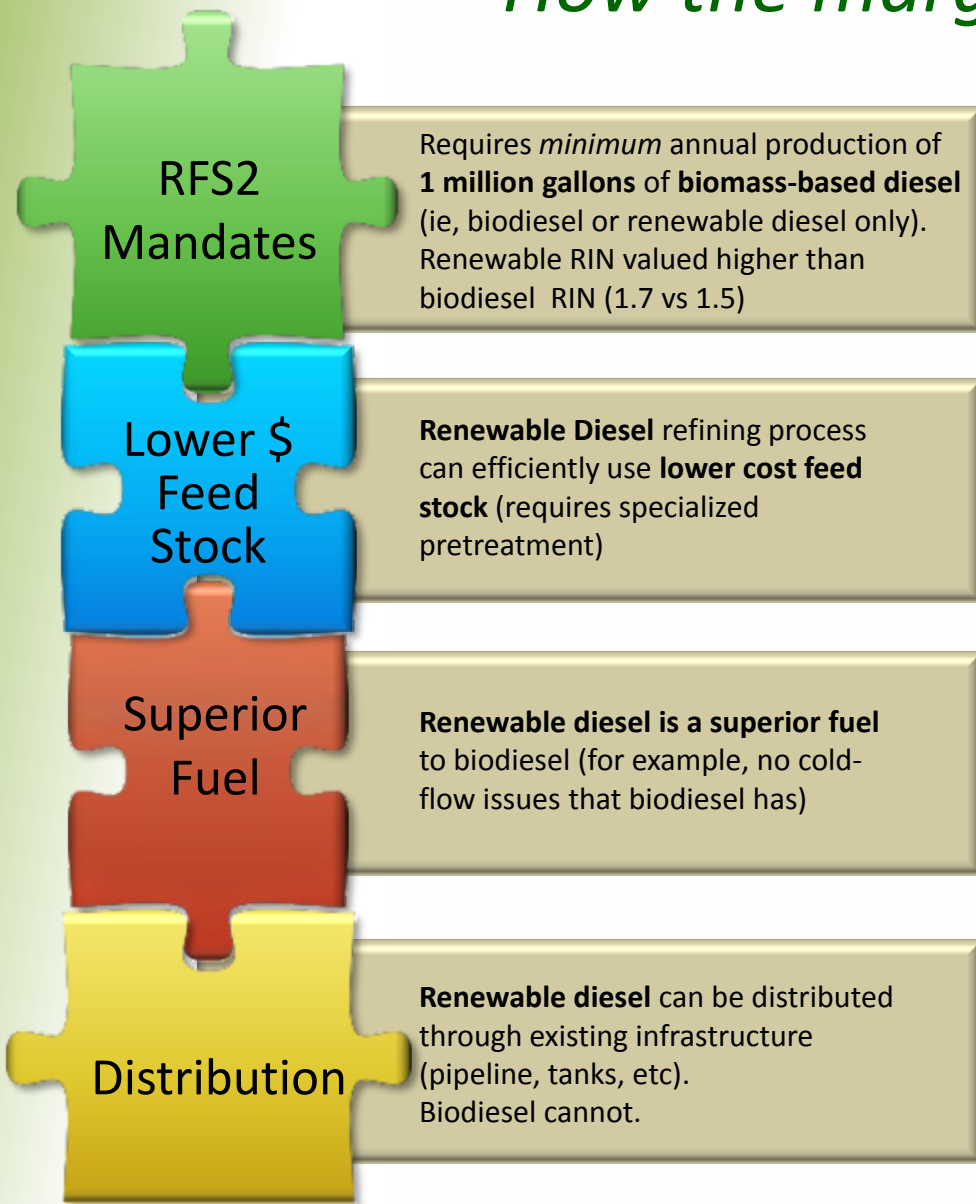 How the marg
RFS2
Mandates
Requires minimum annual production of
1 million gallons of biomass-based diesel
(ie, biodiesel or renewable diesel only).
Renewable RIN valued higher than
biodiesel RIN (1.7 vs 1.5)
Lower $
Feed
Stock
Renewable Diesel refining process
can efficiently use lower cost feed
stock (requires specialized
pretreatment)
Superior
Fuel
Renewable diesel is a superior fuel
to biodiesel (for example, no cold-
flow issues that biodiesel has)
Distribution
Renewable diesel can be distributed
through existing infrastructure
(pipeline, tanks, etc).
Biodiesel cannot.